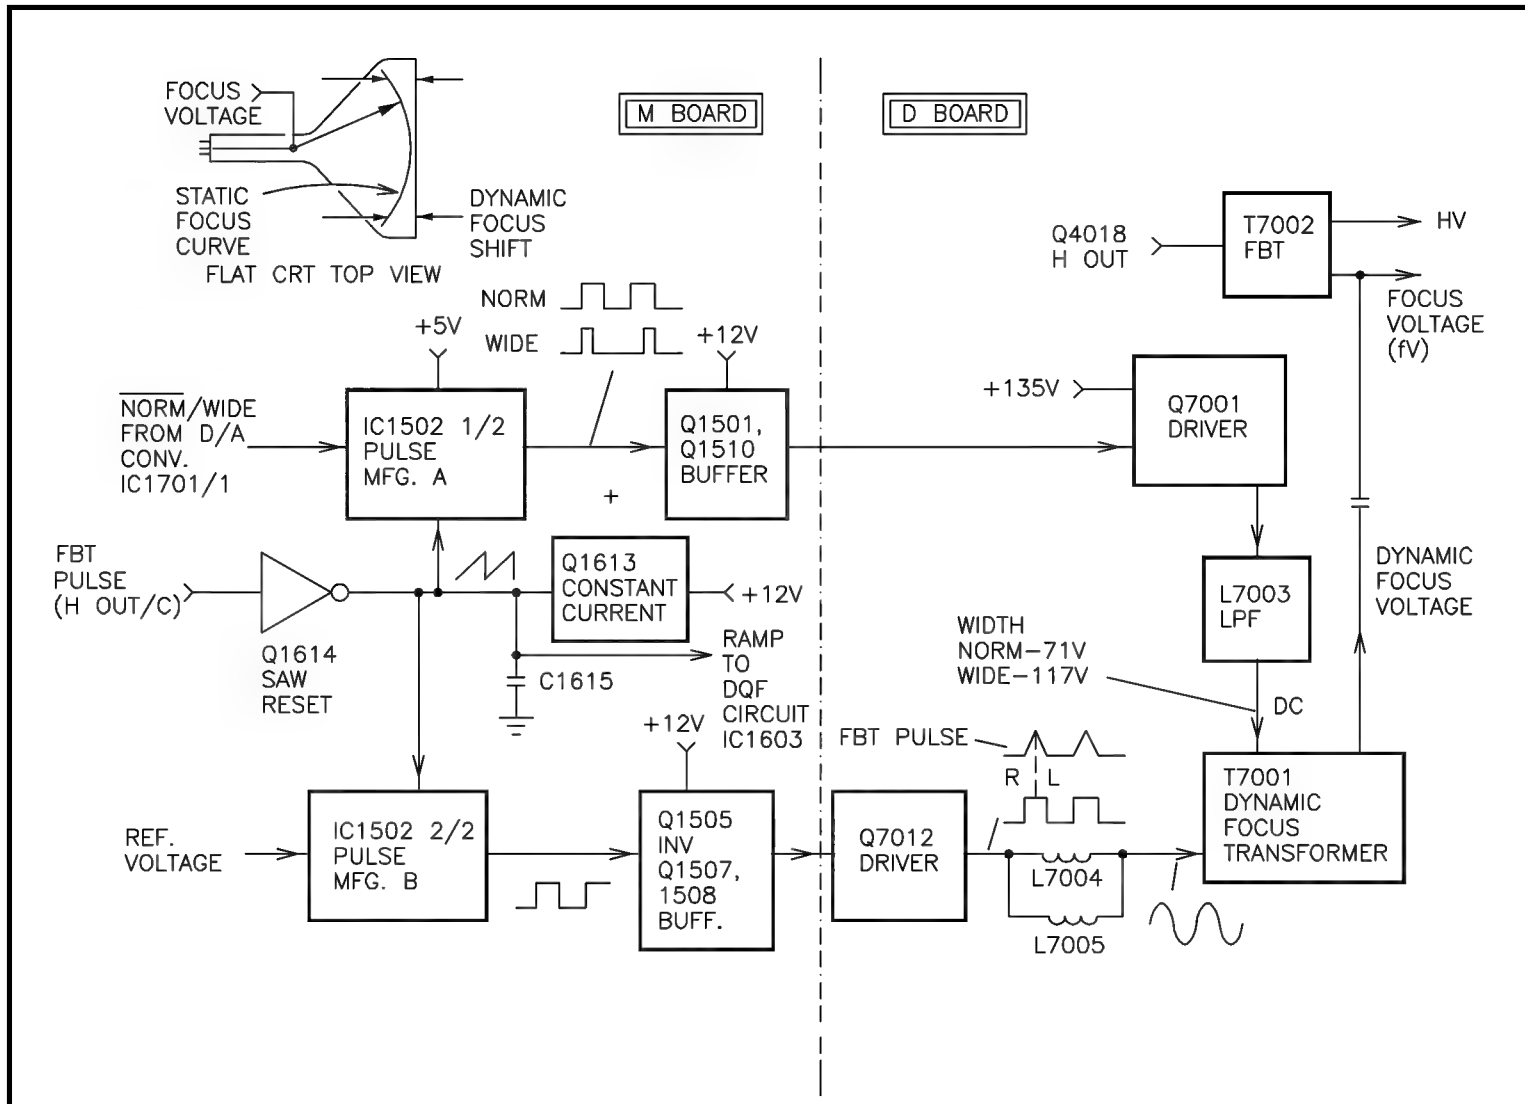 FOCUS
VOLTAGE
STATIC
FOCUS
CURVE
DYNAMIC
FOCUS
SHIFT
FLAT CRT TOP VIEW
M BOARD
D BOARD
Q4018
H OUT
T7002
FBT
HV
FOCUS
VOLTAGE
(fV)
NORM
WIDE
+5V
+12V
NORM/WIDE
FROM D/A
CONV.
IC1701/1
IC1502 1/2
PULSE
MFG. A
+
Q1501,
Q1510
BUFFER
+135V
Q7001
DRIVER
FBT
PULSE
(H OUT/C)
Q1614
SAW
RESET
Q1613
CONSTANT
CURRENT
+12V
C1615
RAMP
TO
DQF
CIRCUIT
IC1603
L7003
LPF
DYNAMIC
FOCUS
VOLTAGE
WIDTH
NORM-71V
WIDE-117V
DC
REF.
VOLTAGE
IC1502 2/2
PULSE
MFG. B
+12V
Q1505
INV
Q1507,
1508
BUFF.
Q7012
DRIVER
FBT PULSE
R L
L7004
L7005
T7001
DYNAMIC
FOCUS
TRANSFORMER